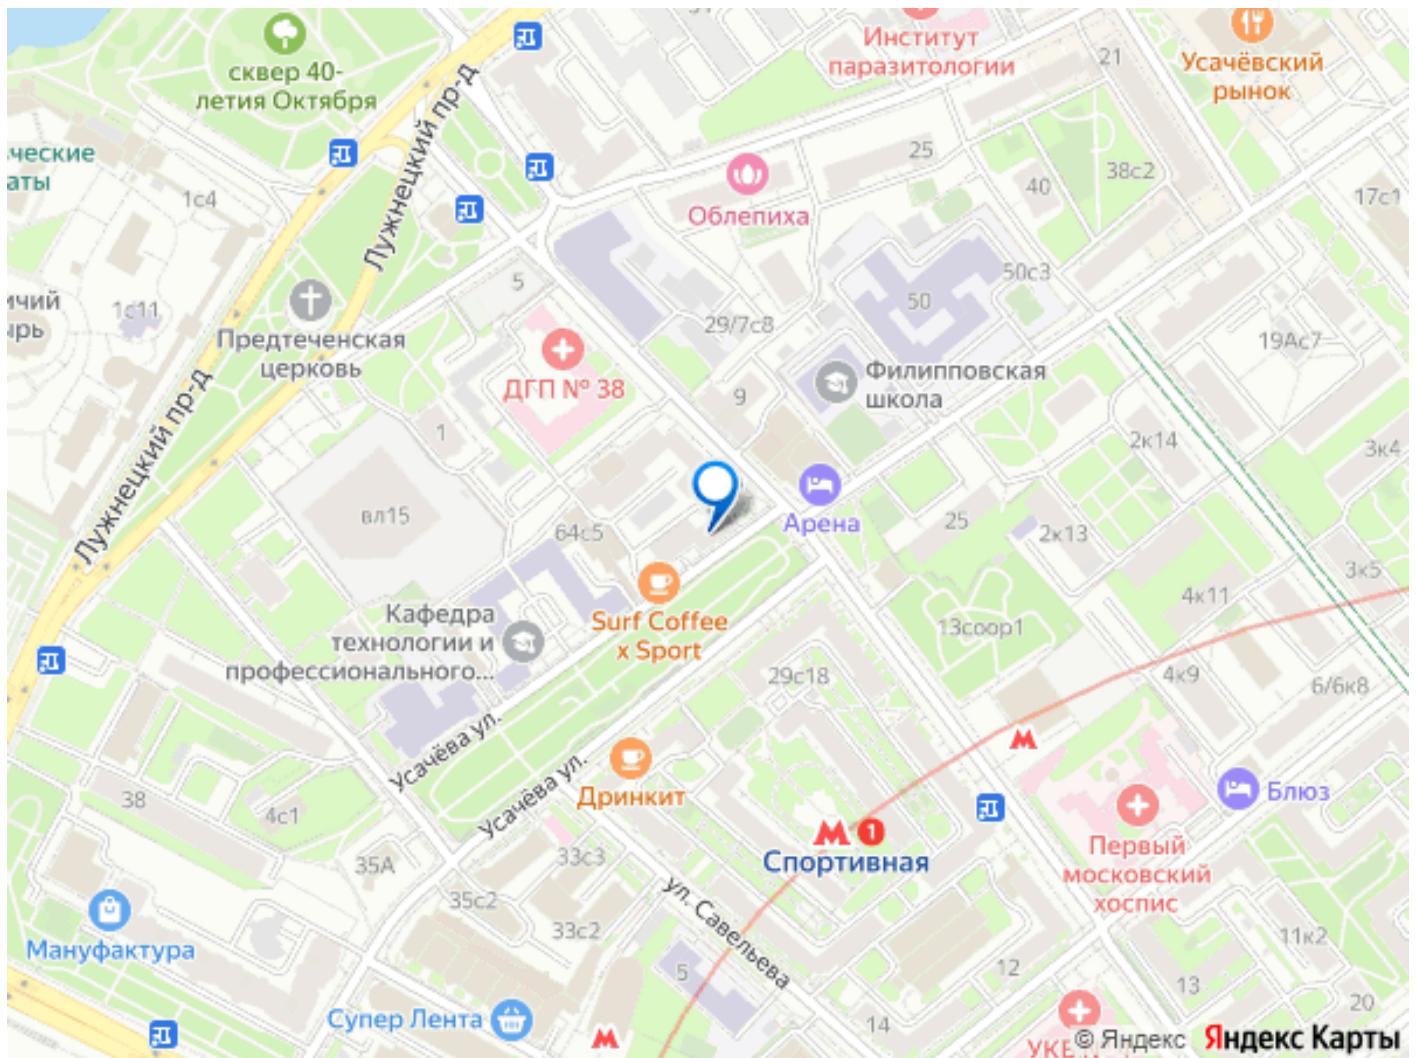 Институт
паразитологии
21
Усачёвский
рынок
сквер 40-
летия Октября
Лужнецкий пр-д
ческие
аты
1с4
25
38с2
40
17с1
Облепиха
5
50с3
50
ичий
ырь
1с11
Предтеченская
церковь
29/7с8
19Ас7
ДГП № 38
Филипповская
школа
9
Лужнецкий пр-д
1
2к14
3к4
вл15
64с5
Арена
25
2к13
3к5
Кафедра
технологии и
профессионального...
Surf Coffee
x Sport
13соор1
4к11
29с18
4к9
6/6к8
Усачёва ул.
Усачёва ул.
Дринкит
38
4с1
Блюз
1
Спортивная
Первый
московский
хоспис
35А
33с3
35с2
33с2
ул. Савельева
Мануфактура
11к2
5
12
13
20
Супер Лента
14
© Яндекс
Яндекс Карты